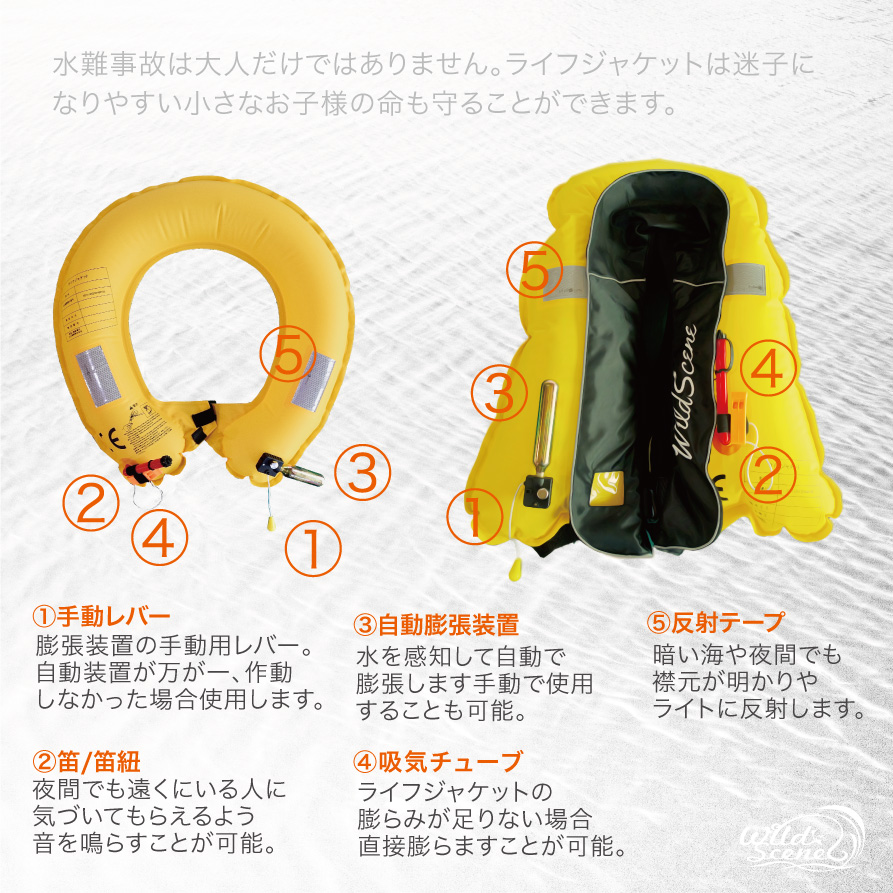 水難事故は大人だけではありません。ライフジャケットは迷子に
なりやすい小さなお子様の命も守ることができます。
⑤
⑤
③
④
③
②
②
④
①
①
WildScene
①手動レバー
膨張装置の手動用レバー。
自動装置が万が一、作動
しなかった場合使用します。
③自動膨張装置
水を感知して自動で
膨張します手動で使用
することも可能。
⑤反射テープ
暗い海や夜間でも
襟元が明かりや
ライトに反射します。
②笛/笛紐
夜間でも遠くにいる人に
気づいてもらえるよう
音を鳴らすことが可能。
④吸気チューブ
ライフジャケットの
膨らみが足りない場合
直接膨らますことが可能。
Wild
Scene